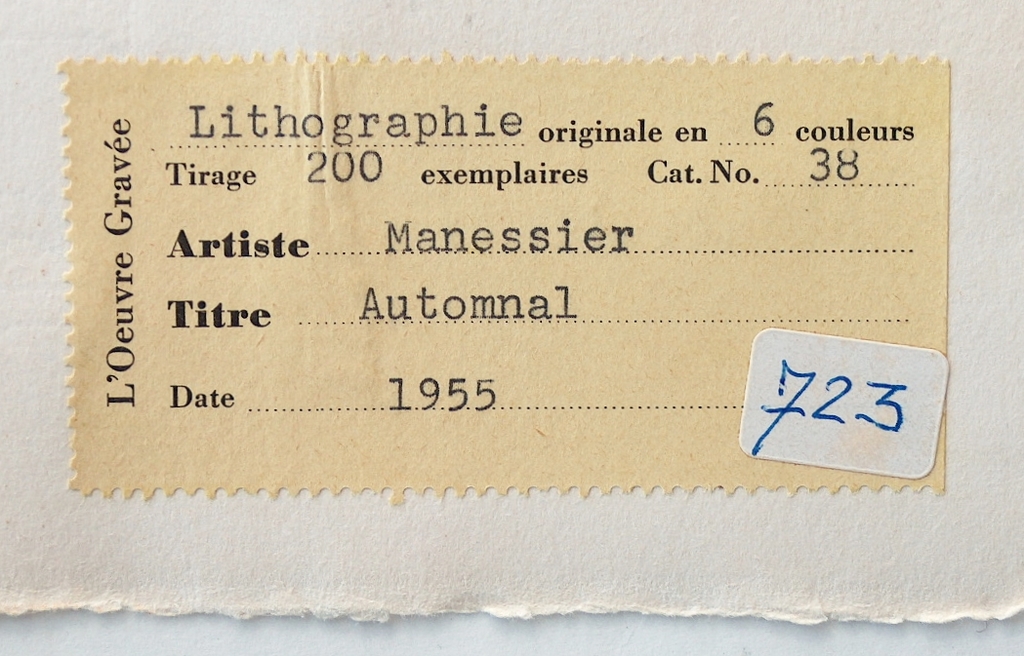 L'Oeuvre Gravée
Lithographie originale en 6 couleurs
Tirage 200 exemplaires Cat. No. 38
Artiste Manessier
Titre Automnal
Date 1955
723